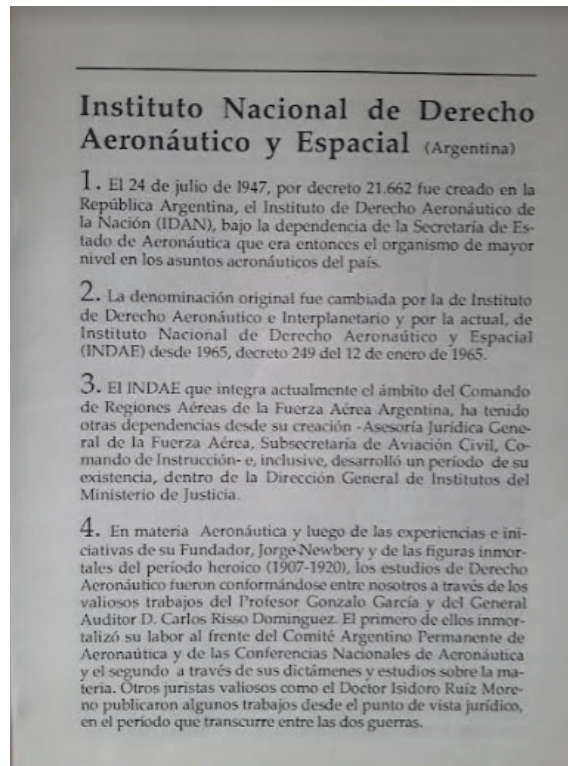 Instituto Nacional de Derecho
Aeronáutico y Espacial (Argentina)
1. El 24 de julio de 1947, por decreto 21.662 fue creado en la
República Argentina, el Instituto de Derecho Aeronáutico de
la Nación (IDAN), bajo la dependencia de la Secretaría de Es-
tado de Aeronáutica que era entonces el organismo de mayor
nivel en los asuntos aeronáuticos del país.
2. La denominación original fue cambiada por la de Instituto
de Derecho Aeronáutico e Interplanetario y por la actual, de
Instituto Nacional de Derecho Aeronaútico y Espacial
(INDAE) desde 1965, decreto 249 del 12 de enero de 1965.
3. El INDAE que integra actualmente el ámbito del Comando
de Regiones Aéreas de la Fuerza Aérea Argentina, ha tenido
otras dependencias desde su creación -Asesoría Jurídica Gene-
ral de la Fuerza Aérea, Subsecretaría de Aviación Civil, Co-
mando de Instrucción- e, inclusive, desarrolló un período de su
existencia, dentro de la Dirección General de Institutos del
Ministerio de Justicia.
4. En materia Aeronáutica y luego de las experiencias e ini-
ciativas de su Fundador, Jorge Newbery y de las figuras inmor-
tales del período heroico (1907-1920), los estudios de Derecho
Aeronáutico fueron conformándose entre nosotros a través de los
valiosos trabajos del Profesor Gonzalo García y del General
Auditor D. Carlos Risso Dominguez. El primero de ellos inmor-
talizó su labor al frente del Comité Argentino Permanente de
Aeronaútica y de las Conferencias Nacionales de Aeronáutica
y el segundo a través de sus dictámenes y estudios sobre la ma-
teria. Otros juristas valiosos como el Doctor Isidoro Ruiz More-
no publicaron algunos trabajos desde el punto de vista jurídico,
en el período que transcurre entre las dos guerras.